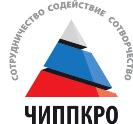 СОТРУДНИЧЕСТВО СОДЕЙСТВИЕ СОТВОРЧЕСТВО
ЧИППКРО